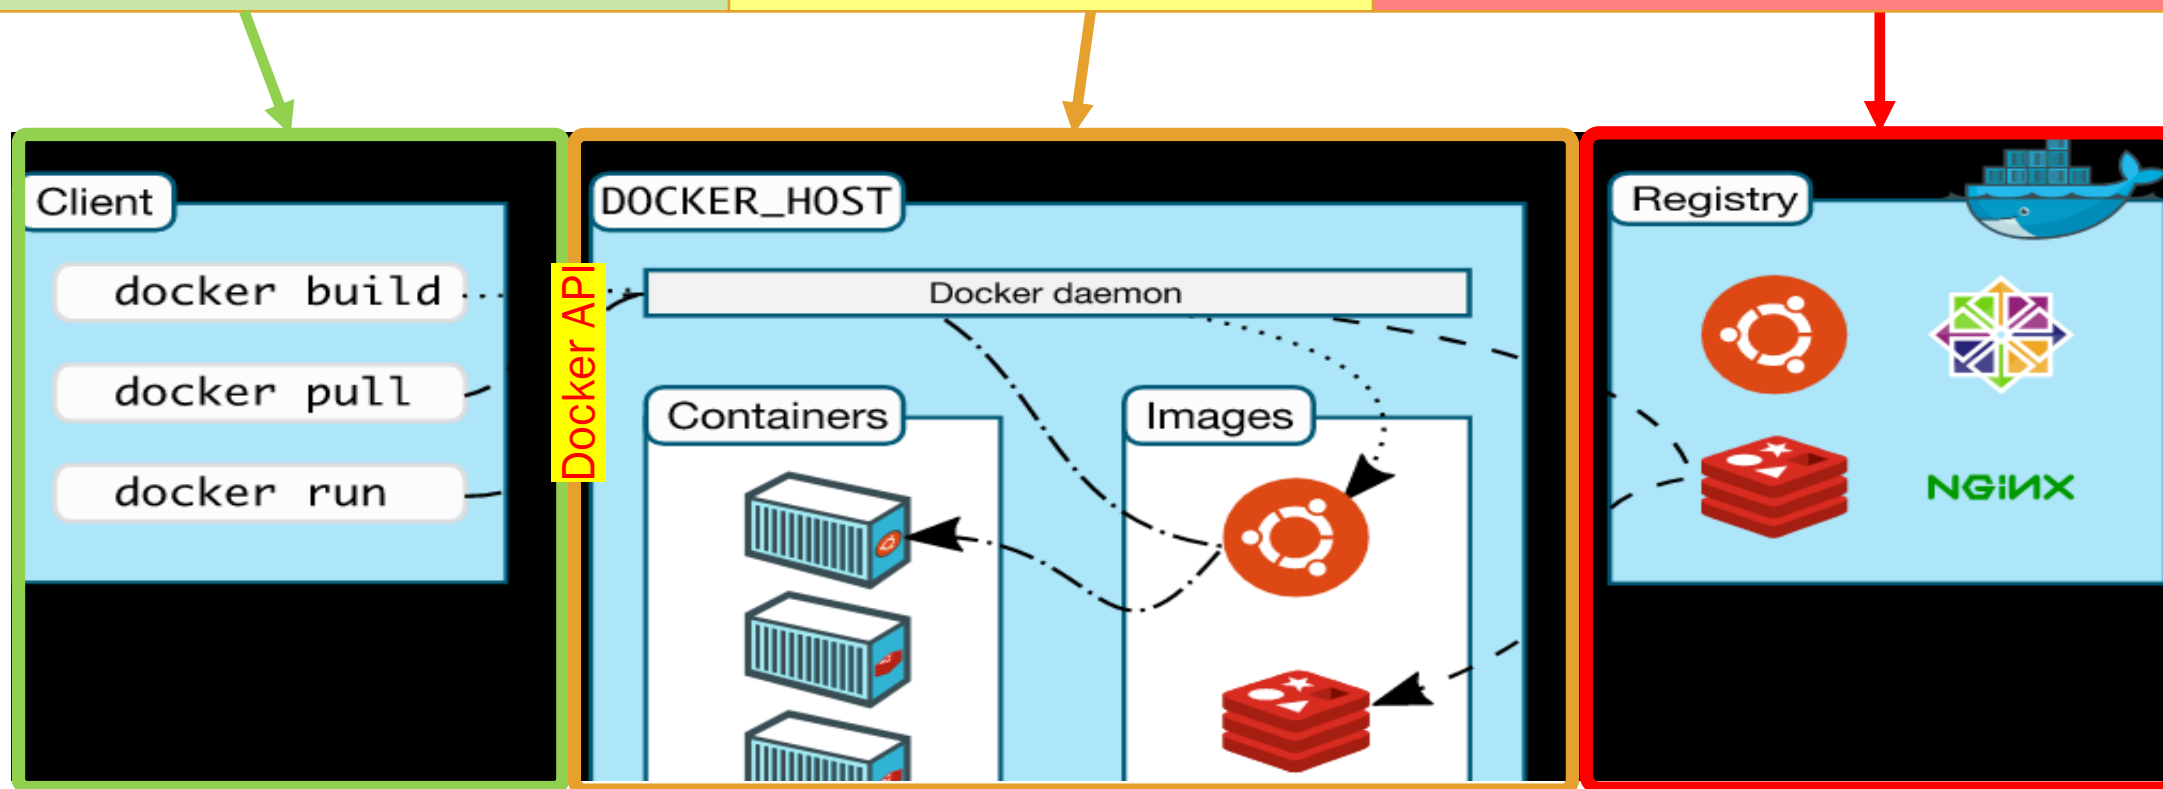 Client
docker build
docker pull
docker run
Docker API
DOCKER_HOST
Docker daemon
Containers
Images
Registry
NGiNX